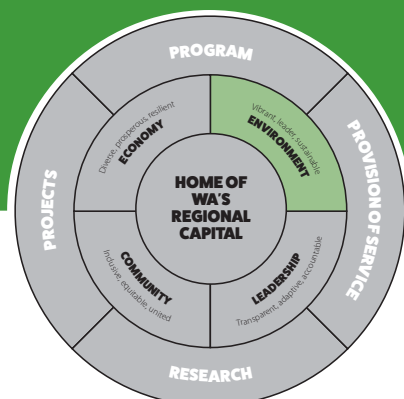 PROGRAM
Diverse, prosperous, resilient
ECONOMY
Vibrant, leader, sustainable
ENVIRONMENT
PROJECTS
HOME OF
WA'S
REGIONAL
CAPITAL
PROVISION OF SERVICE
COMMUNITY
Inclusive, equitable, united
LEADERSHIP
Transparent, adaptive, accountable
RESEARCH